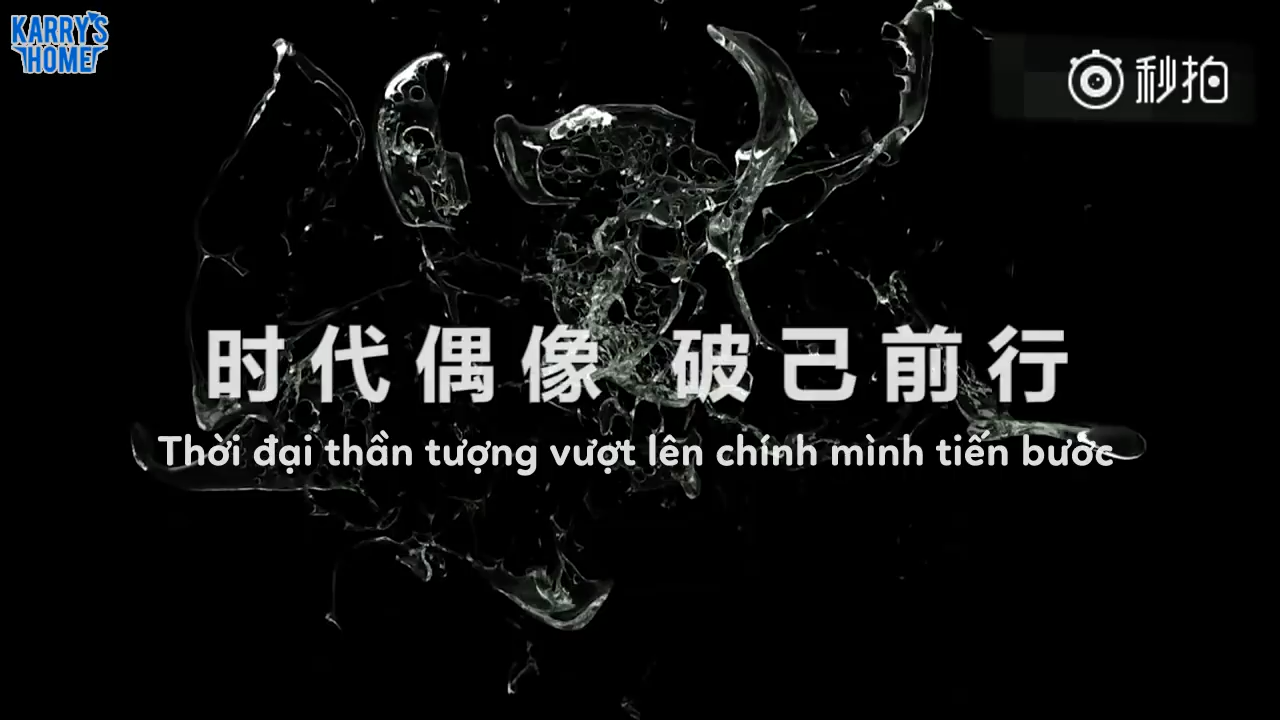 KARRY'S
HOME
秒拍
时代偶像 破己前行
Thời đại thần tượng vượt lên chính mình tiến bước